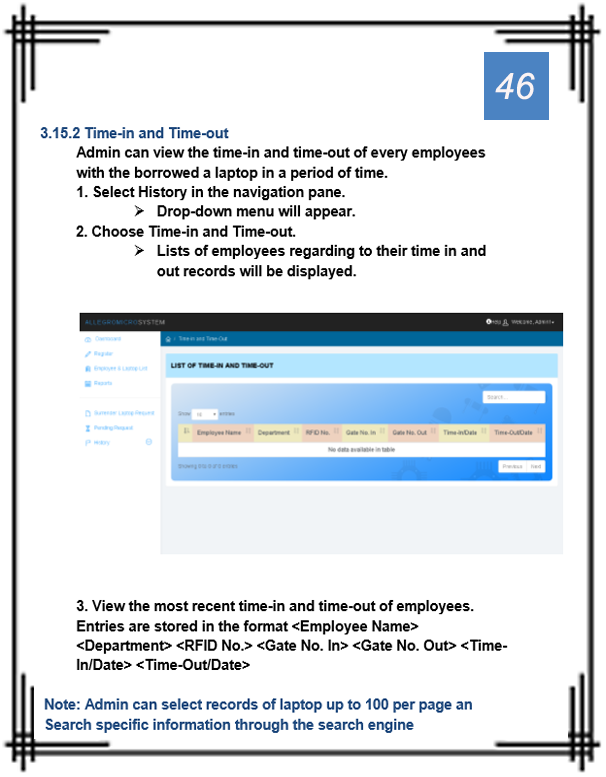 46
3.15.2 Time-in and Time-out
Admin can view the time-in and time-out of every employees
with the borrowed a laptop in a period of time.
1. Select History in the navigation pane.
➢ Drop-down menu will appear.
2. Choose Time-in and Time-out.
➢ Lists of employees regarding to their time in and
out records will be displayed.
ALLEGROMICROSYSTEM
Help Welcome, Admin
Dashboard
/ Time-in and Time-Out
Register
Employee & Laptop List
Reports
LIST OF TIME-IN AND TIME-OUT
Search...
Surrender Laptop Request
Pending Request
History
Show 10 entries
Employee Name Department RFID No. Gate No. In Gate No. Out Time-In/Date Time-Out/Date
No data available in table
Showing 0 to 0 of 0 entries
Previous Next
3. View the most recent time-in and time-out of employees.
Entries are stored in the format <Employee Name>
<Department> <RFID No.> <Gate No. In> <Gate No. Out> <Time-
In/Date> <Time-Out/Date>
Note: Admin can select records of laptop up to 100 per page an
Search specific information through the search engine